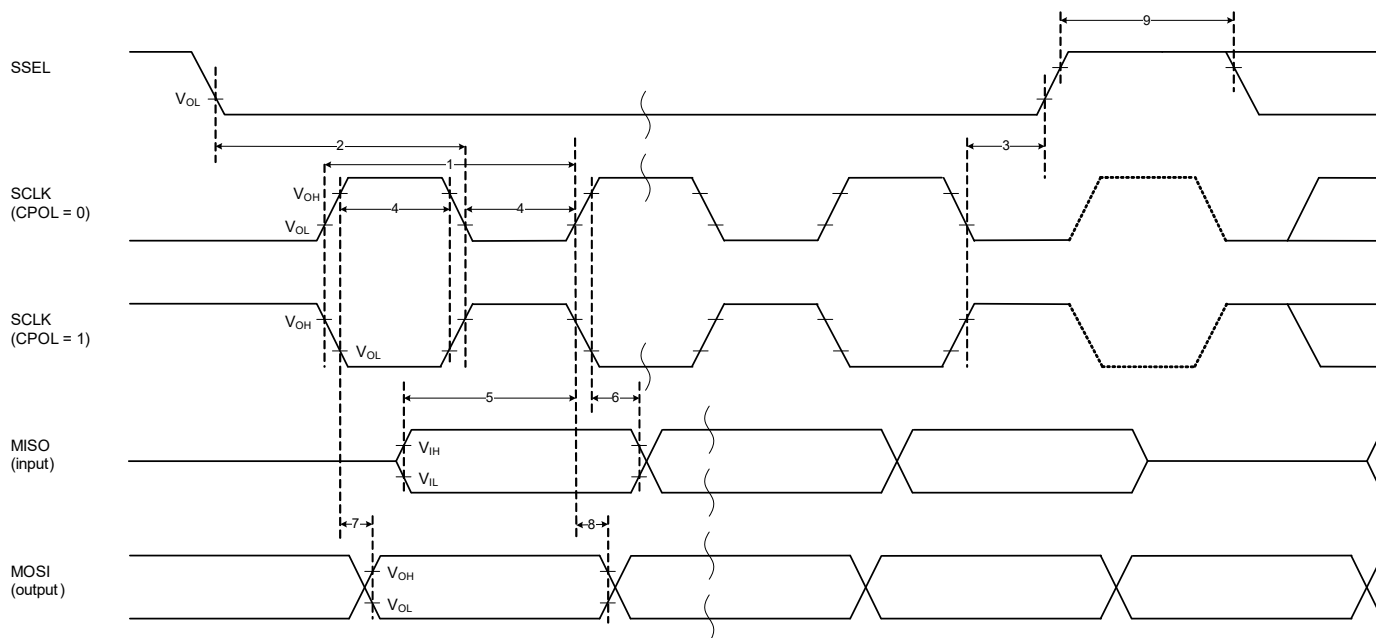 9
SSEL
VOL
2
3
1
SCLK
(CPOL = 0)
VOH
4
4
VOL
SCLK
(CPOL = 1)
VOH
VOL
5
6
MISO
(input)
VIH
VIL
7
8
MOSI
(output)
VOH
VOL